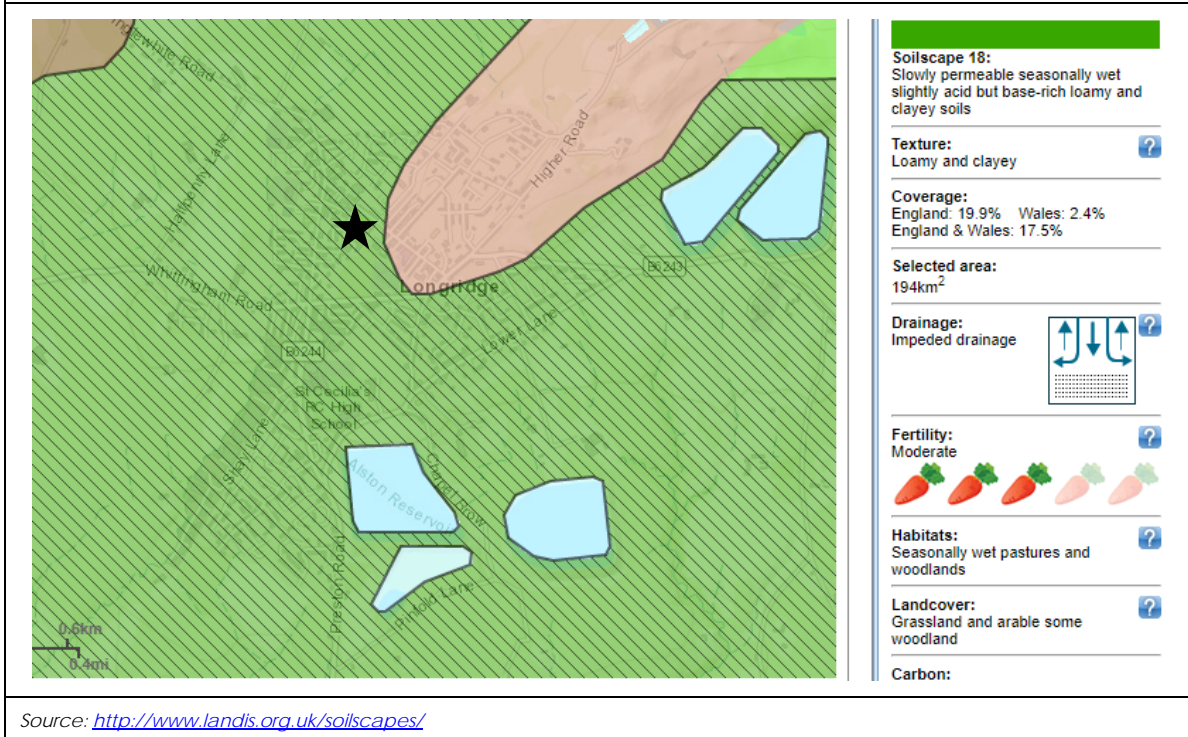 Inglewhite Road
Halfpenny Lane
Higher Road
Whittingham Road
B6243
Longridge
Lower Lane
B6244
St Cecilia
RC High
School
Alston Reservoir
Chapel Brow
Preston Road
Pinfold Lane
0.6km
0.4mi
Soilscape 18:
Slowly permeable seasonally wet
slightly acid but base-rich loamy and
clayey soils
Texture:
Loamy and clayey
?
Coverage:
England: 19.9% Wales: 2.4%
England & Wales: 17.5%
Selected area:
194km2
Drainage:
Impeded drainage
?
Fertility:
Moderate
?
Habitats:
Seasonally wet pastures and
woodlands
?
Landcover:
Grassland and arable some
woodland
?
Carbon:
Source: http://www.landis.org.uk/soilscapes/